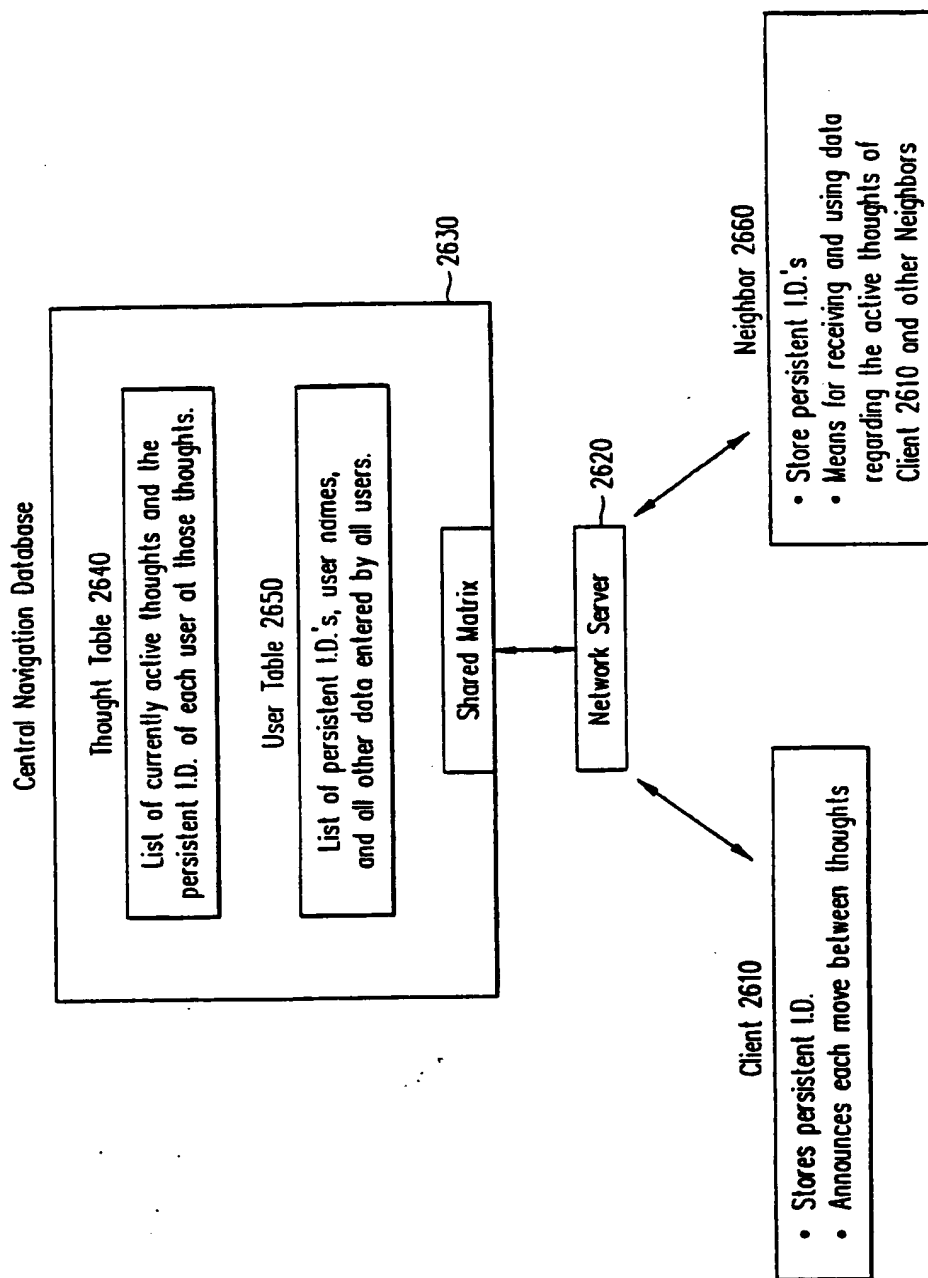 Central Navigation Database
Thought Table 2640
List of currently active thoughts and the
persistent I.D. of each user at those thoughts.
User Table 2650
List of persistent I.D.'s, user names,
and all other data entered by all users.
2630
Shared Matrix
Network Server
2620
Client 2610
• Stores persistent I.D.
• Announces each move between thoughts
Neighbor 2660
• Store persistent I.D.'s
• Means for receiving and using data
regarding the active thoughts of
Client 2610 and other Neighbors